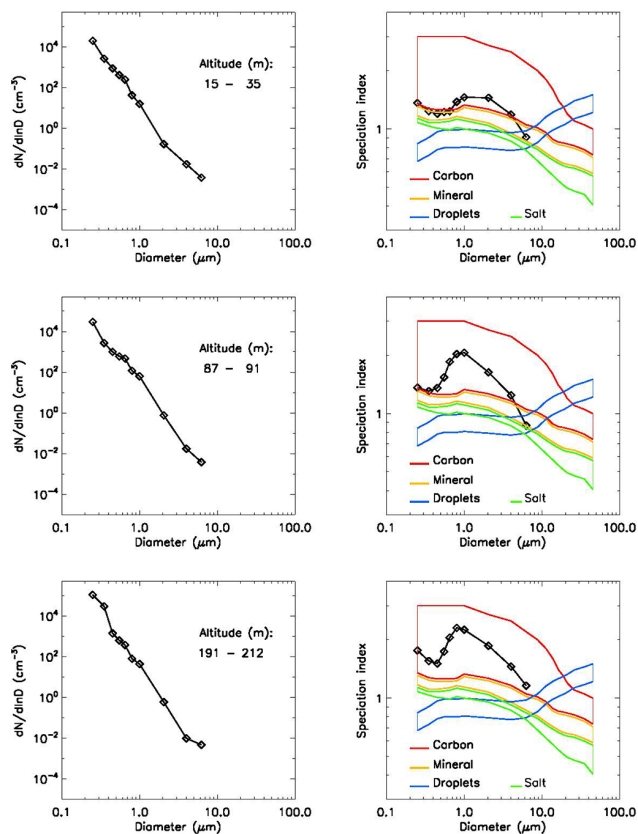 10⁴
10²
10⁰
10⁻²
10⁻⁴
dN/dlnD (cm⁻³)
Altitude (m):
15 – 35
0.1 1.0 10.0 100.0
Diameter (μm)
Speciation index
1
Carbon
Mineral
Droplets Salt
0.1 1.0 10.0 100.0
Diameter (μm)
10⁴
10²
10⁰
10⁻²
10⁻⁴
dN/dlnD (cm⁻³)
Altitude (m):
87 – 91
0.1 1.0 10.0 100.0
Diameter (μm)
Speciation index
1
Carbon
Mineral
Droplets Salt
0.1 1.0 10.0 100.0
Diameter (μm)
10⁴
10²
10⁰
10⁻²
10⁻⁴
dN/dlnD (cm⁻³)
Altitude (m):
191 – 212
0.1 1.0 10.0 100.0
Diameter (μm)
Speciation index
1
Carbon
Mineral
Droplets Salt
0.1 1.0 10.0 100.0
Diameter (μm)